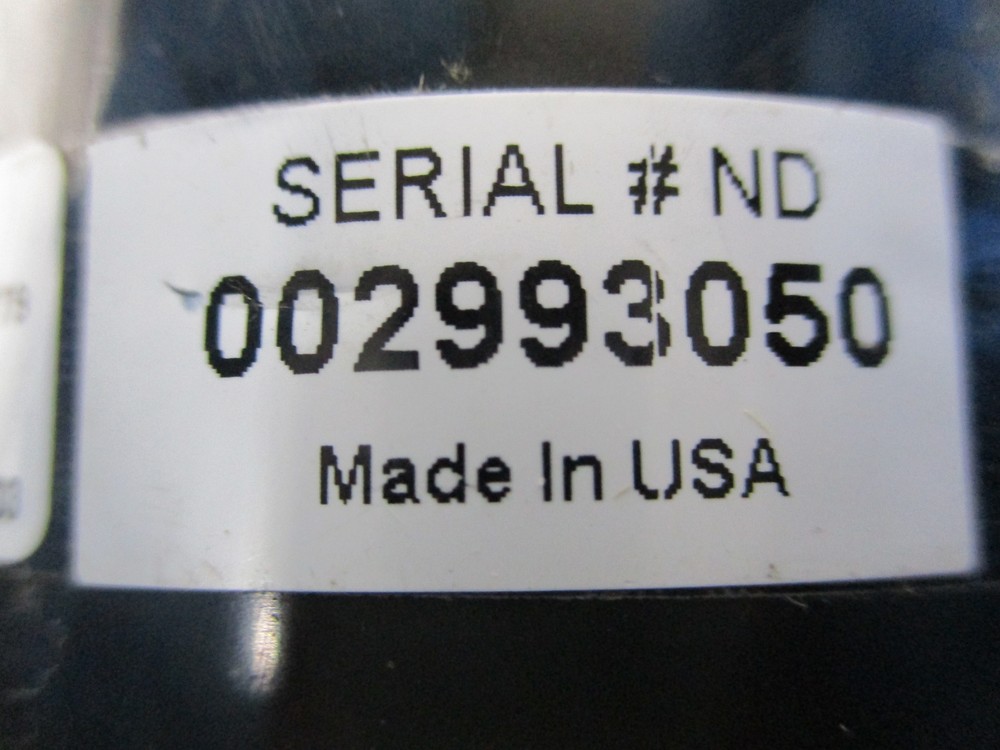 SERIAL # ND
002993050
Made In USA